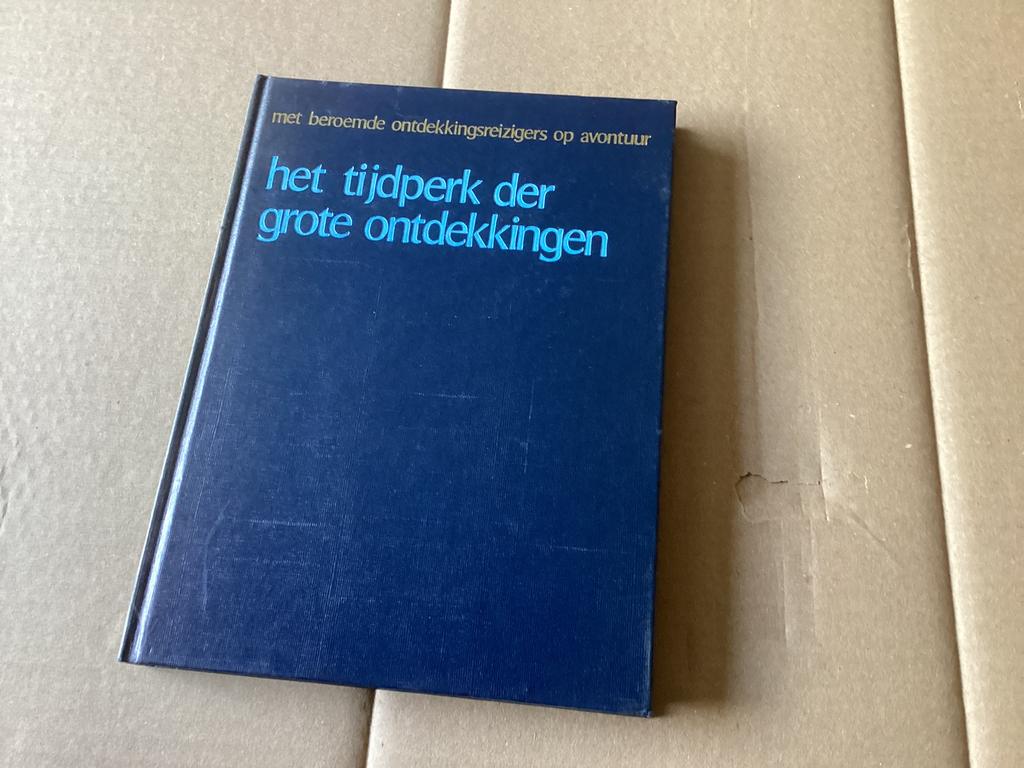 met beroemde ontdekkingsreizigers op avontuur
het tijdperk der
grote ontdekkingen